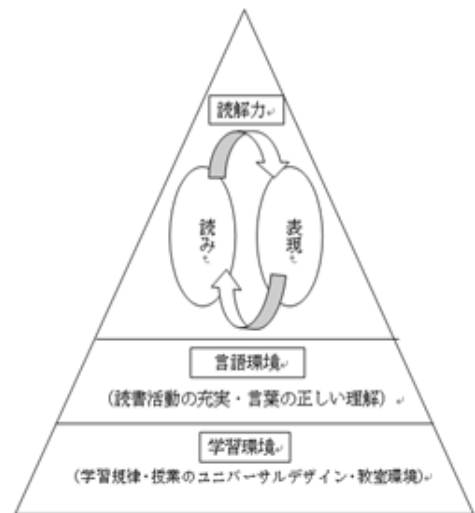 読解力
読み
表現
言語環境
（読書活動の充実・言葉の正しい理解）
学習環境
（学習規律・授業のユニバーサルデザイン・教室環境）